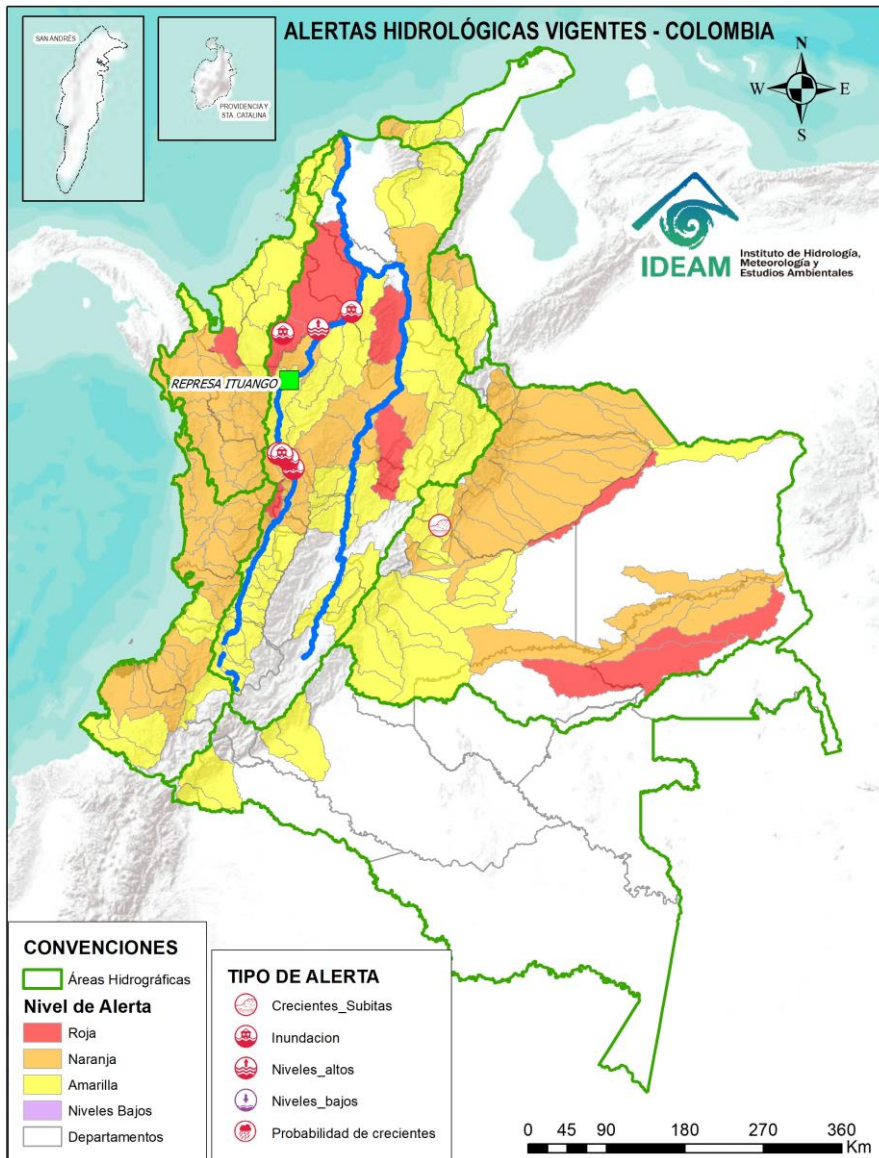 ALERTAS HIDROLÓGICAS VIGENTES - COLOMBIA
SAN ANDRÉS
PROVIDENCIA Y
STA. CATALINA
N
W
E
S
IDEAM
Instituto de Hidrología,
Meteorología y
Estudios Ambientales
REPRESA ITUANGO
CONVENCIONES
Áreas Hidrográficas
Nivel de Alerta
Roja
Naranja
Amarilla
Niveles Bajos
Departamentos
TIPO DE ALERTA
Crecientes_Subitas
Inundacion
Niveles_altos
Niveles_bajos
Probabilidad de crecientes
0 45 90 180 270 360
Km